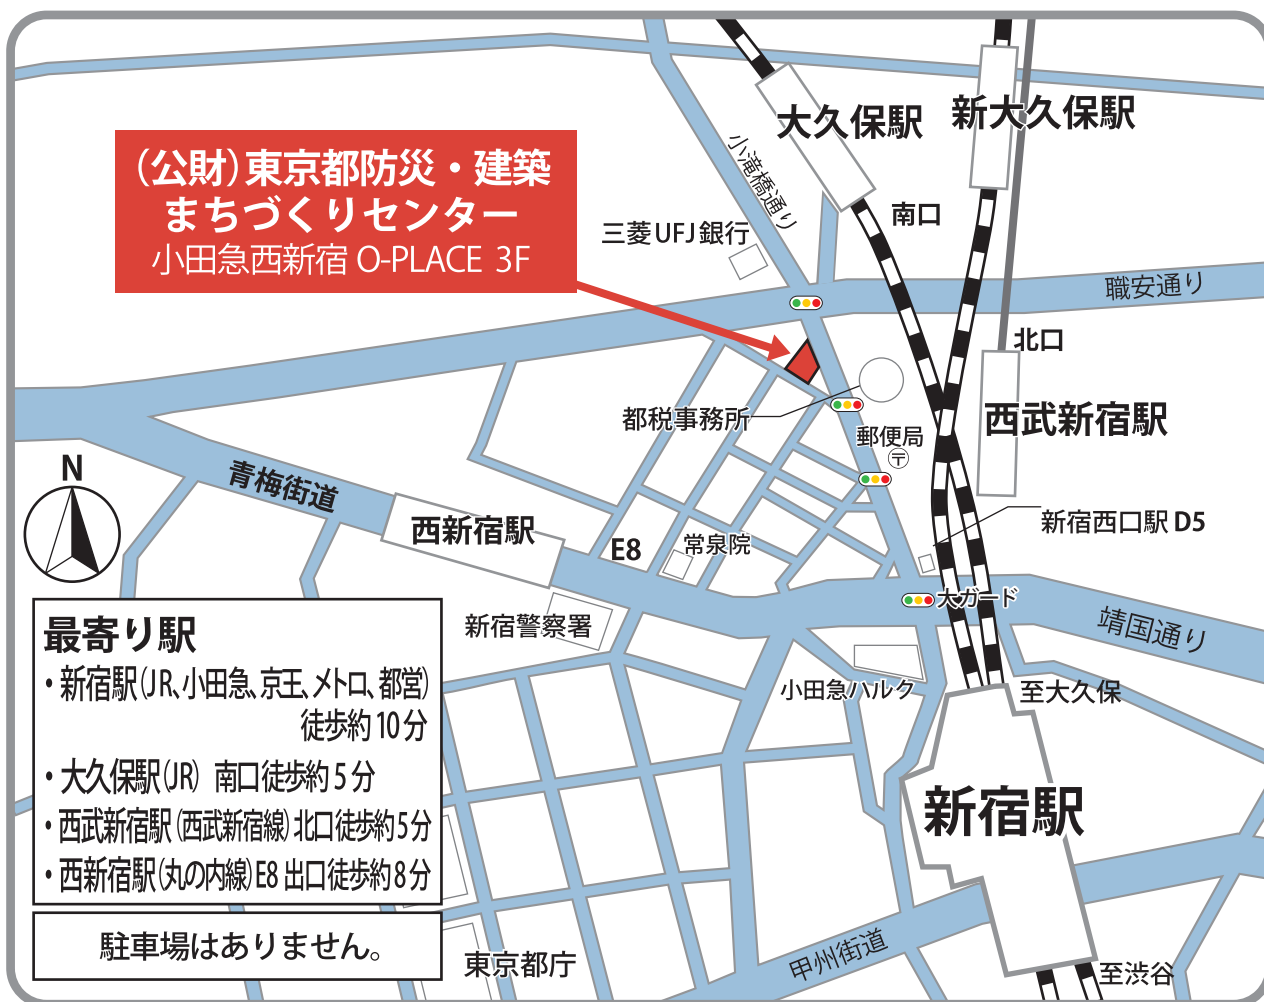 大久保駅
新大久保駅
(公財)東京都防災・建築
まちづくりセンター
小田急西新宿 O-PLACE 3F
小滝橋通り
南口
三菱UFJ銀行
職安通り
北口
都税事務所
西武新宿駅
郵便局
〒
N
青梅街道
西新宿駅
新宿西口駅 D5
E8
常泉院
大ガード
靖国通り
新宿警察署
小田急ハルク
至大久保
最寄り駅
・新宿駅(JR、小田急、京王、メトロ、都営)
徒歩約10分
・大久保駅(JR) 南口徒歩約5分
・西武新宿駅(西武新宿線)北口徒歩約5分
・西新宿駅(丸の内線)E8出口徒歩約8分
新宿駅
駐車場はありません。
東京都庁
甲州街道
至渋谷